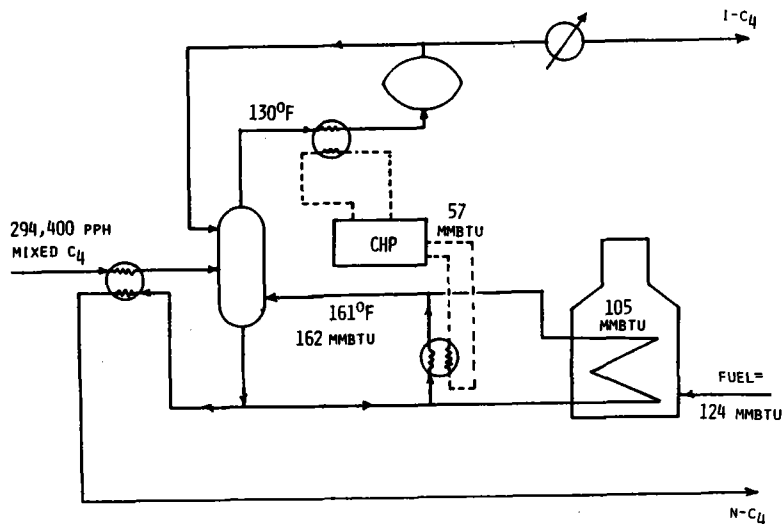 I-C4
130°F
294,400 PPH
MIXED C4
57
MMBTU
CHP
161°F
162 MMBTU
105
MMBTU
FUEL=
124 MMBTU
N-C4